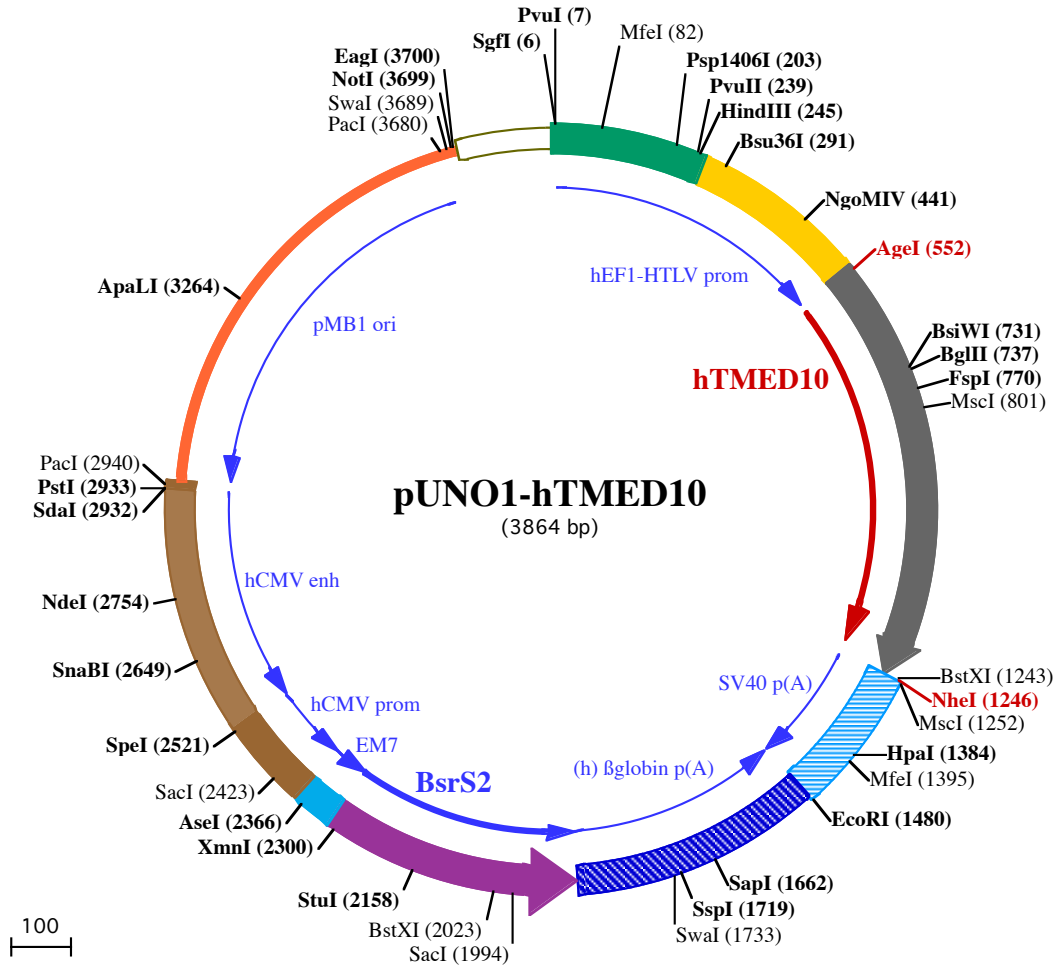 PvuI (7)
SgfI (6)
MfeI (82)
EagI (3700)
Psp1406I (203)
NotI (3699)
PvuII (239)
SwaI (3689)
HindIII (245)
PacI (3680)
Bsu36I (291)
NgoMIV (441)
AgeI (552)
hEF1-HTLV prom
ApaLI (3264)
pMB1 ori
BsiWI (731)
BglII (737)
hTMED10
FspI (770)
MscI (801)
PacI (2940)
PstI (2933)
SdaI (2932)
pUNO1-hTMED10
(3864 bp)
hCMV enh
NdeI (2754)
SnaBI (2649)
BstXI (1243)
SV40 p(A)
NheI (1246)
hCMV prom
MscI (1252)
SpeI (2521)
EM7
HpaI (1384)
(h) ßglobin p(A)
MfeI (1395)
BsrS2
SacI (2423)
AseI (2366)
EcoRI (1480)
XmnI (2300)
SapI (1662)
StuI (2158)
SspI (1719)
BstXI (2023)
SwaI (1733)
SacI (1994)
100